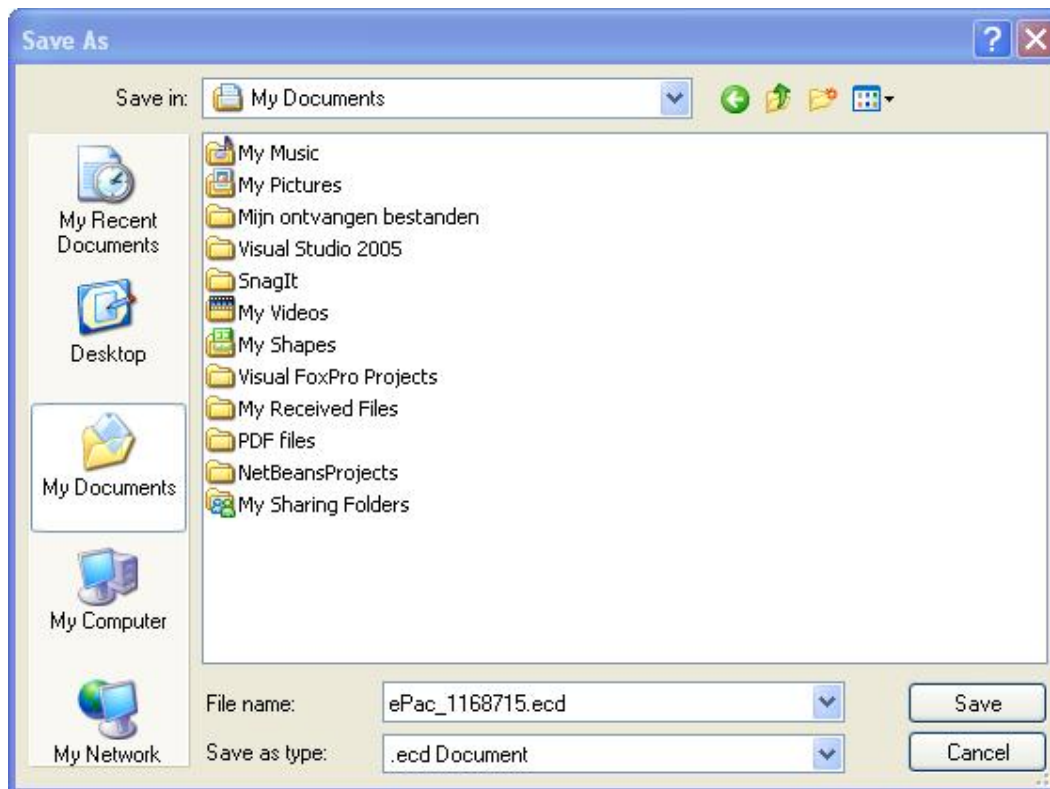 Save As
Save in:
My Documents
My Recent
Documents
Desktop
My Documents
My Computer
My Network
My Music
My Pictures
Mijn ontvangen bestanden
Visual Studio 2005
SnagIt
My Videos
My Shapes
Visual FoxPro Projects
My Received Files
PDF files
NetBeansProjects
My Sharing Folders
File name:
ePac_1168715.ecd
Save
Save as type:
.ecd Document
Cancel